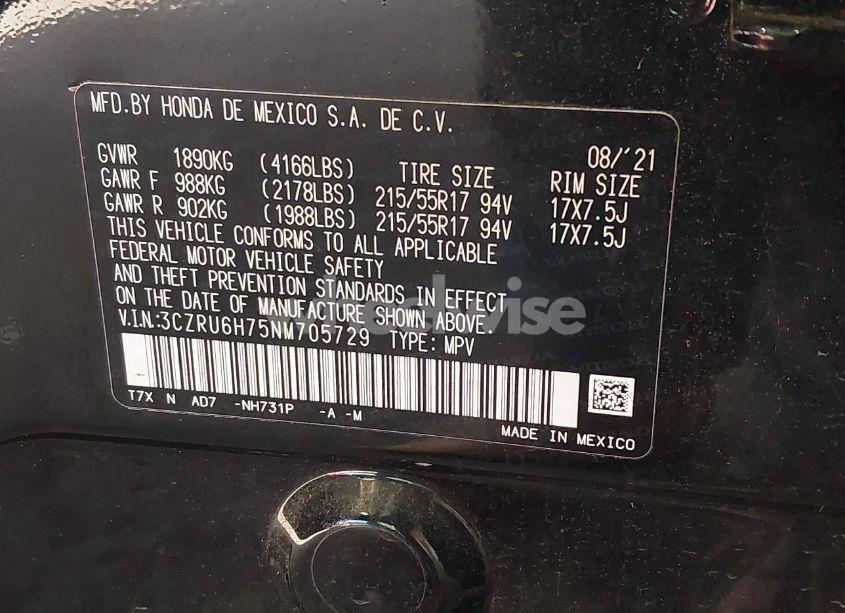 MFD.BY HONDA DE MEXICO S.A. DE C.V.
08/'21
GVWR 1890KG (4166LBS) TIRE SIZE RIM SIZE
GAWR F 988KG (2178LBS) 215/55R17 94V 17X7.5J
GAWR R 902KG (1988LBS) 215/55R17 94V 17X7.5J
THIS VEHICLE CONFORMS TO ALL APPLICABLE
FEDERAL MOTOR VEHICLE SAFETY
AND THEFT PREVENTION STANDARDS IN EFFECT
ON THE DATE OF MANUFACTURE SHOWN ABOVE.
V.I.N.:3CZRU6H75NM705729 TYPE: MPV
T7X N AD7 -NH731P -A -M
MADE IN MEXICO